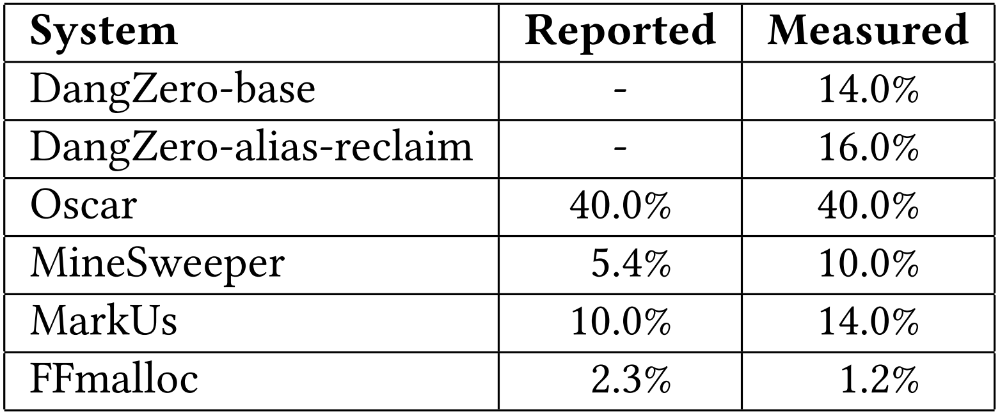 System Reported Measured
DangZero-base - 14.0%
DangZero-alias-reclaim - 16.0%
Oscar 40.0% 40.0%
MineSweeper 5.4% 10.0%
MarkUs 10.0% 14.0%
FFmalloc 2.3% 1.2%